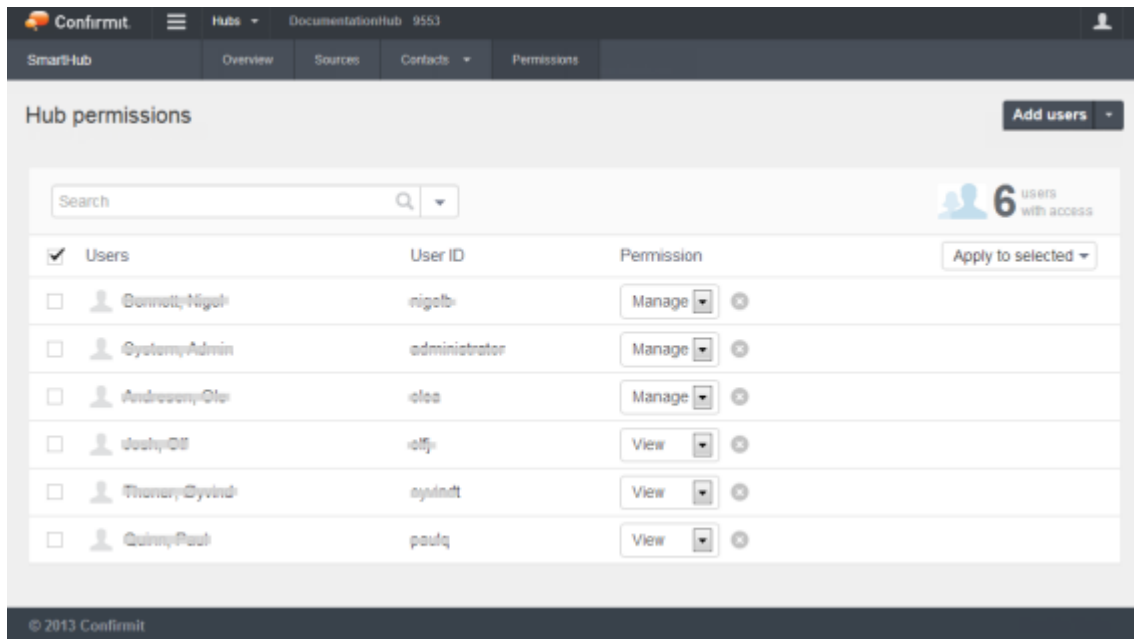 Confirmit. Hubs DocumentationHub 9553
SmartHub Overview Sources Contacts Permissions
Hub permissions Add users
Search 6 users with access
Users User ID Permission Apply to selected
Manage
administrator Manage
Manage
View
View
View
© 2013 Confirmit